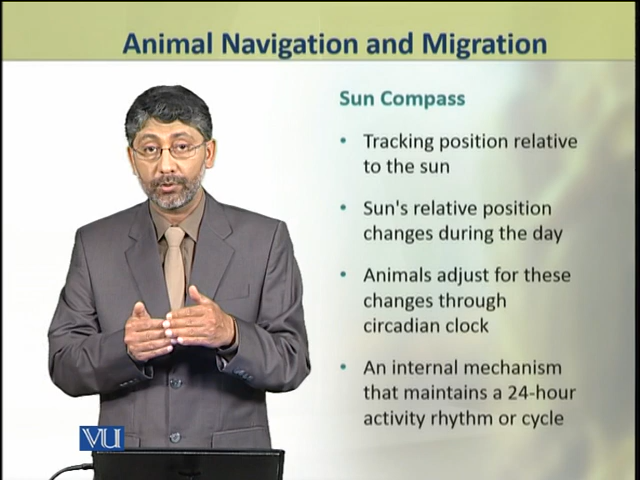 Animal Navigation and Migration
Sun Compass
• Tracking position relative
to the sun
• Sun's relative position
changes during the day
• Animals adjust for these
changes through
circadian clock
• An internal mechanism
that maintains a 24-hour
activity rhythm or cycle
VU